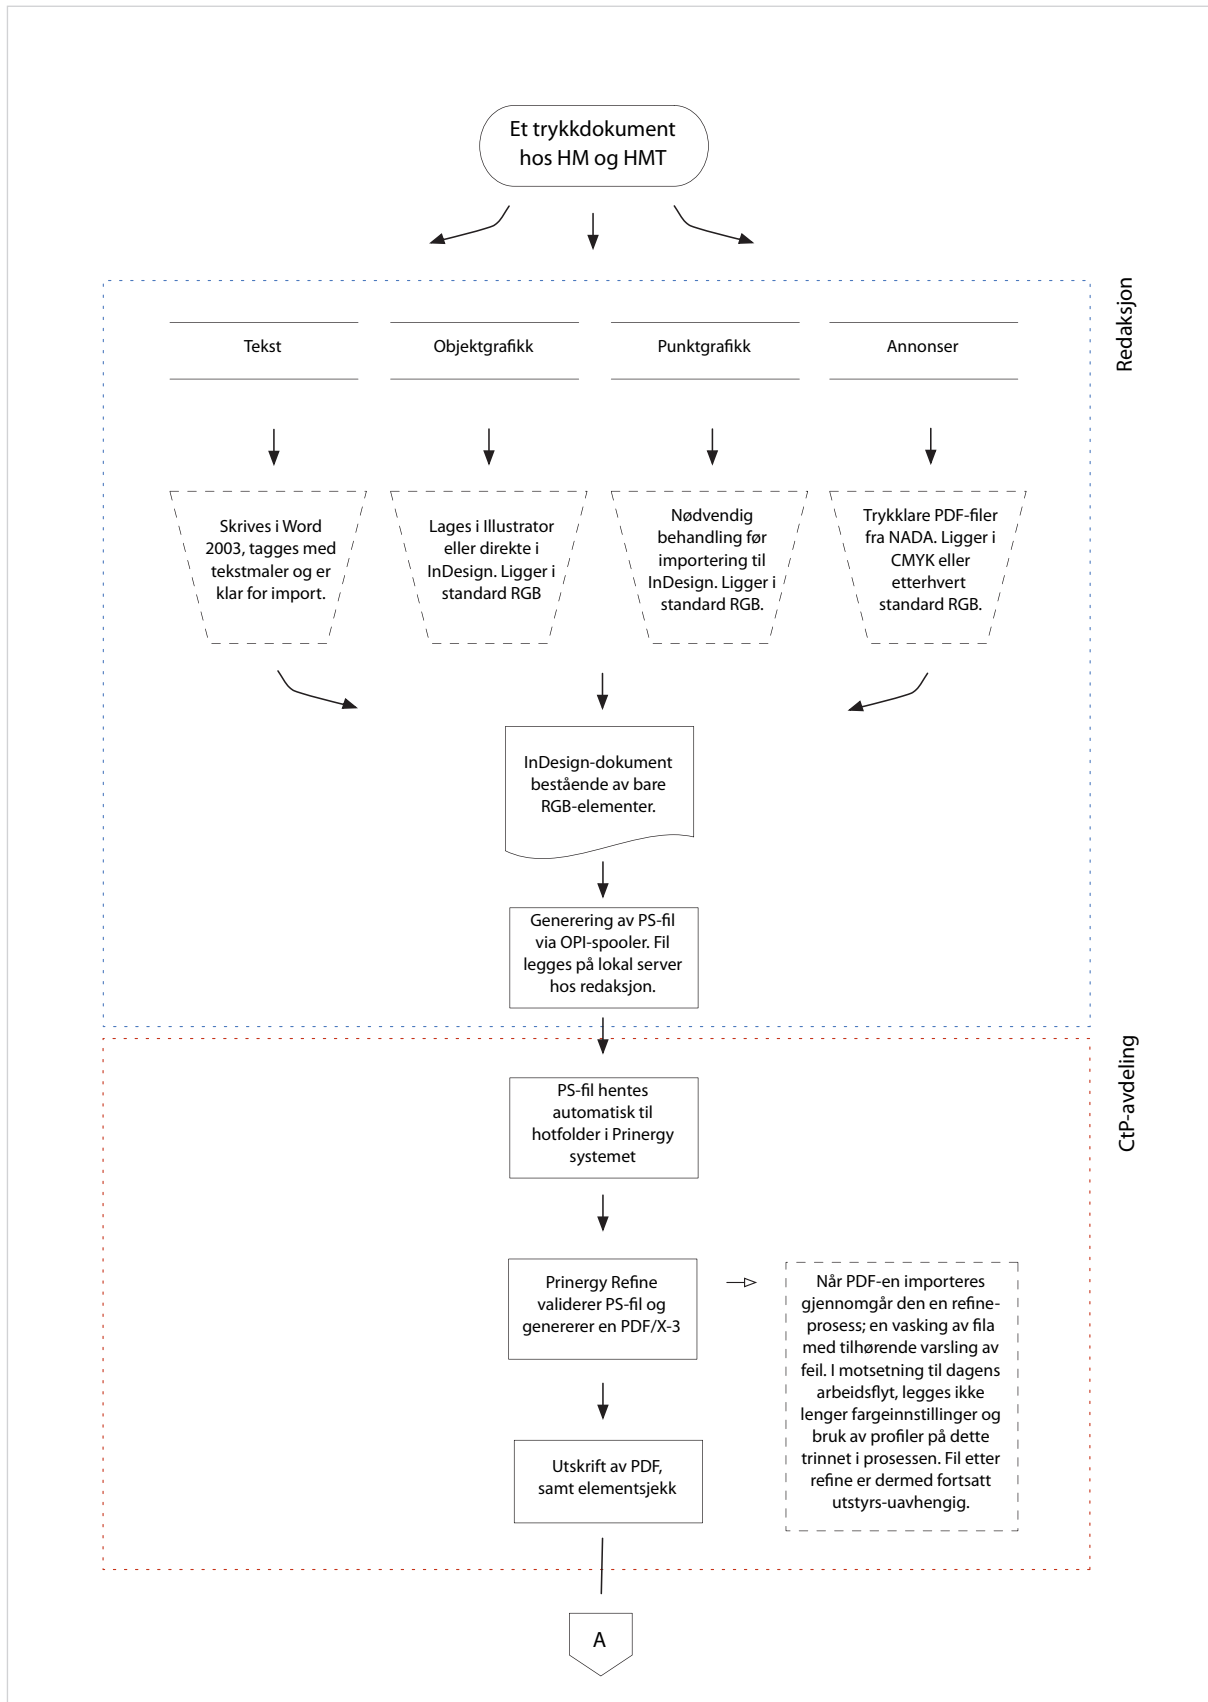 Et trykkdokument
hos HM og HMT
Redaksjon
Tekst
Objektgrafikk
Punktgrafikk
Annonser
Skrives i Word
2003, tagges med
tekstmaler og er
klar for import.
Lages i Illustrator
eller direkte i
InDesign. Ligger i
standard RGB
Nødvendig
behandling før
importering til
InDesign. Ligger i
standard RGB.
Trykklare PDF-filer
fra NADA. Ligger i
CMYK eller
etterhvert
standard RGB.
InDesign-dokument
bestående av bare
RGB-elementer.
Generering av PS-fil
via OPI-spooler. Fil
legges på lokal server
hos redaksjon.
CtP-avdeling
PS-fil hentes
automatisk til
hotfolder i Prinergy
systemet
Prinergy Refine
validerer PS-fil og
genererer en PDF/X-3
Når PDF-en importeres
gjennomgår den en refine-
prosess; en vasking av fila
med tilhørende varsling av
feil. I motsetning til dagens
arbeidsflyt, legges ikke
lenger fargeinnstillinger og
bruk av profiler på dette
trinnet i prosessen. Fil etter
refine er dermed fortsatt
utstyrs-uavhengig.
Utskrift av PDF,
samt elementsjekk
A